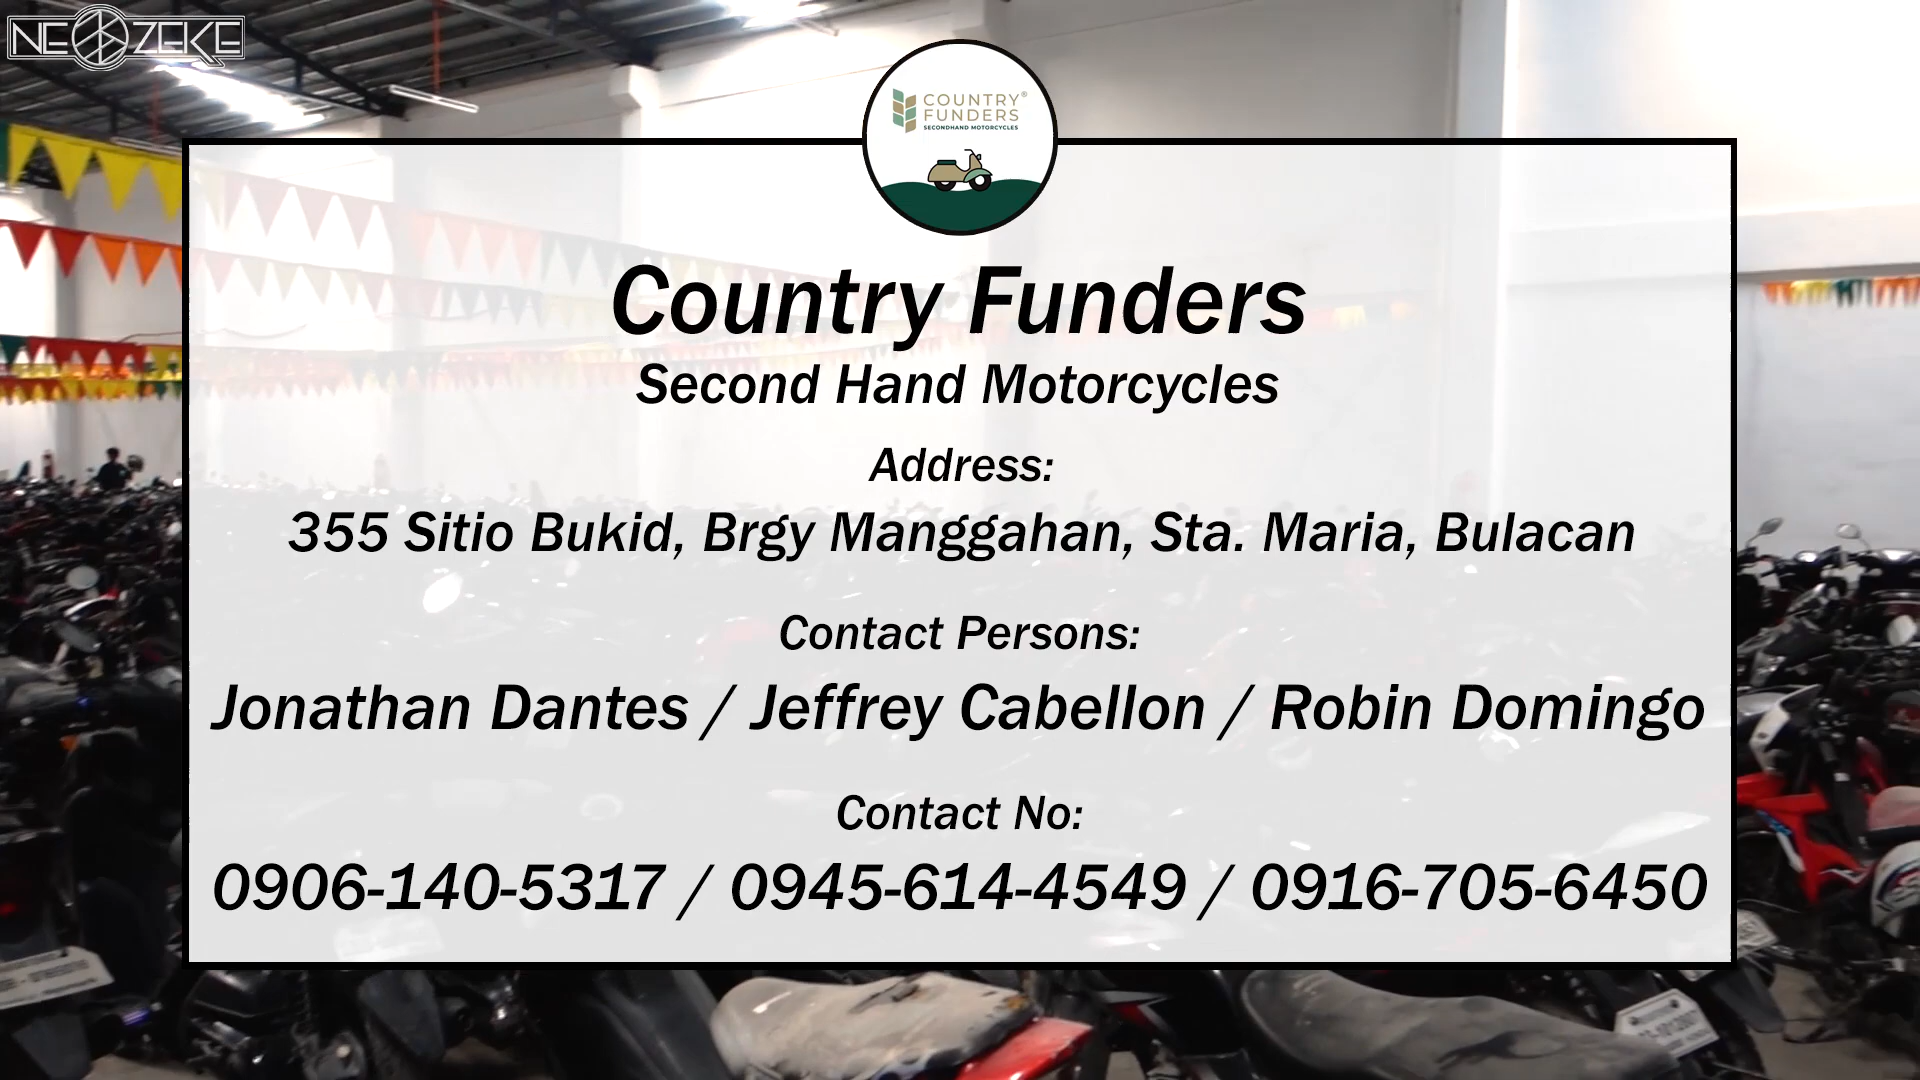 NEOZEKE
COUNTRY®
FUNDERS
SECONDHAND MOTORCYCLES
Country Funders
Second Hand Motorcycles
Address:
355 Sitio Bukid, Brgy Manggahan, Sta. Maria, Bulacan
Contact Persons:
Jonathan Dantes / Jeffrey Cabellon / Robin Domingo
Contact No:
0906-140-5317 / 0945-614-4549 / 0916-705-6450